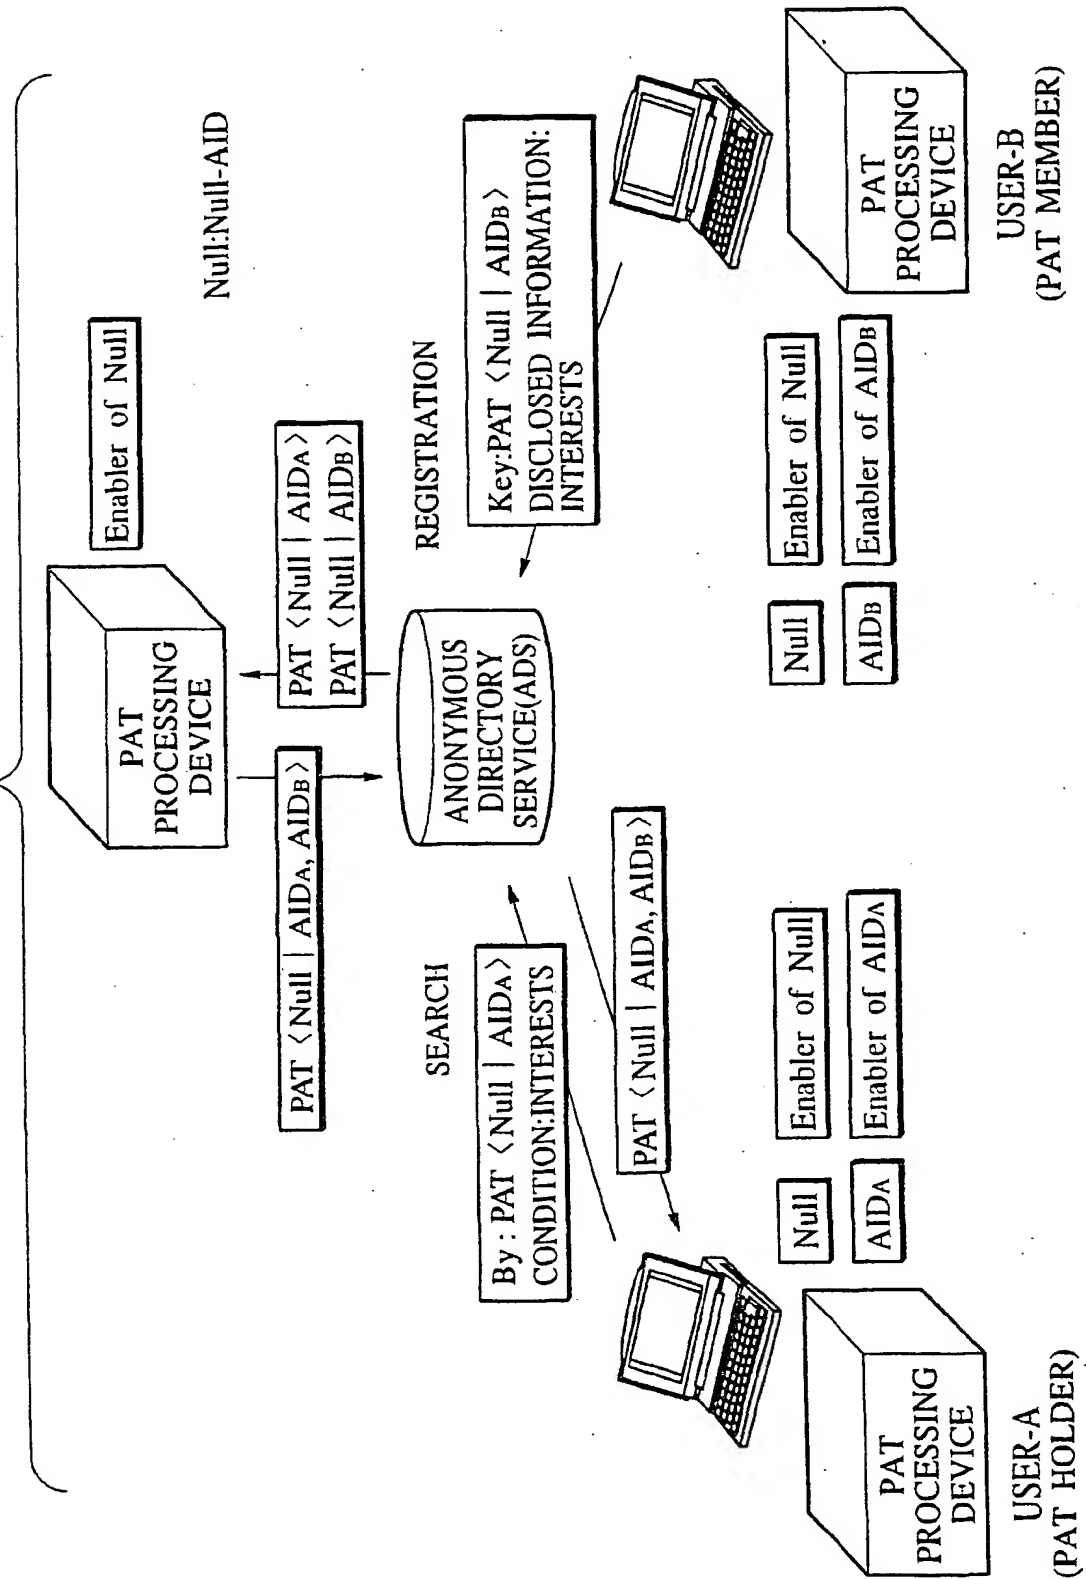 Null:Null-AID
Enabler of Null
PAT
PROCESSING
DEVICE
PAT 〈Null | AIDA, AIDB〉
PAT 〈Null | AIDA〉
PAT 〈Null | AIDB〉
SEARCH
By : PAT 〈Null | AIDA〉
CONDITION:INTERESTS
ANONYMOUS
DIRECTORY
SERVICE(ADS)
REGISTRATION
Key:PAT 〈Null | AIDB〉
DISCLOSED INFORMATION:
INTERESTS
PAT 〈Null | AIDA, AIDB〉
PAT
PROCESSING
DEVICE
USER-A
(PAT HOLDER)
Null
Enabler of Null
AIDA
Enabler of AIDA
Null
Enabler of Null
AIDB
Enabler of AIDB
PAT
PROCESSING
DEVICE
USER-B
(PAT MEMBER)